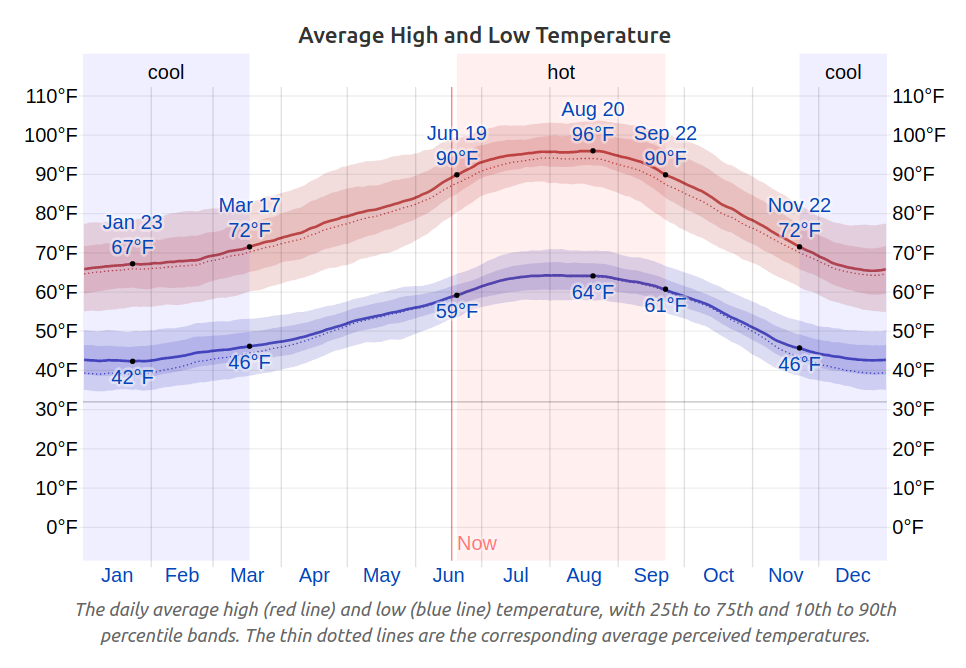 Average High and Low Temperature
cool hot cool
110°F 110°F
Aug 20
100°F 100°F
Jun 19 96°F Sep 22
90°F 90°F 90°F 90°F
Jan 23 Mar 17 Nov 22
80°F 80°F
67°F 72°F 72°F
70°F 70°F
60°F 60°F
59°F 64°F 61°F
50°F 50°F
42°F 46°F 46°F
40°F 40°F
30°F 30°F
20°F 20°F
10°F 10°F
0°F 0°F
Now
Jan Feb Mar Apr May Jun Jul Aug Sep Oct Nov Dec
The daily average high (red line) and low (blue line) temperature, with 25th to 75th and 10th to 90th
percentile bands. The thin dotted lines are the corresponding average perceived temperatures.